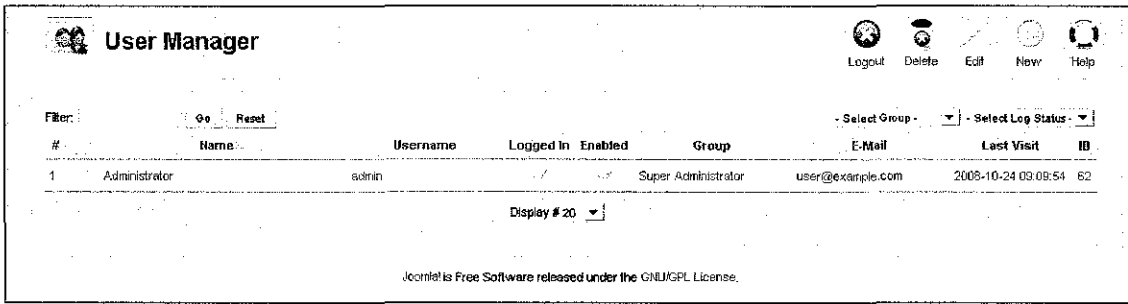 User Manager
Logout Delete Edit New Help
Filter: Go Reset - Select Group - - Select Log Status -
# Name Username Logged In Enabled Group E-Mail Last Visit ID
1 Administrator admin Super Administrator user@example.com 2008-10-24 09:09:54 62
Display # 20
Joomla! is Free Software released under the GNU/GPL License.